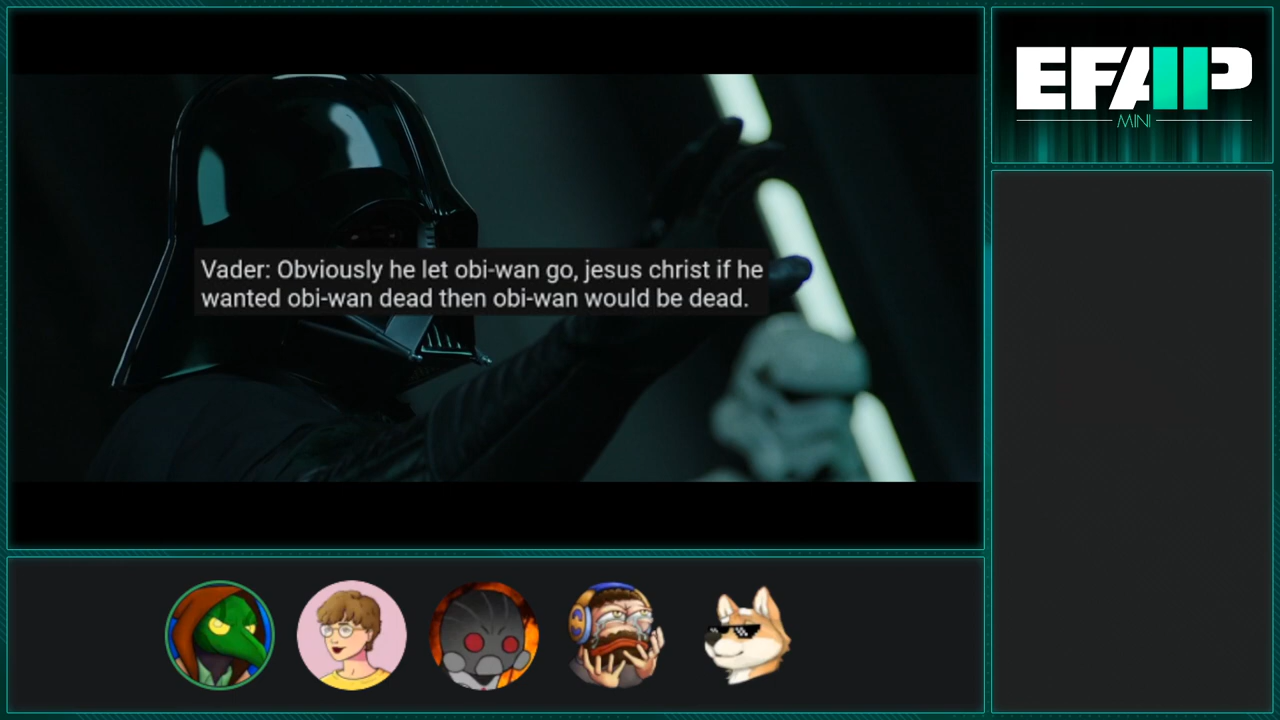 EFAP
MINI
Vader: Obviously he let obi-wan go, jesus christ if he
wanted obi-wan dead then obi-wan would be dead.